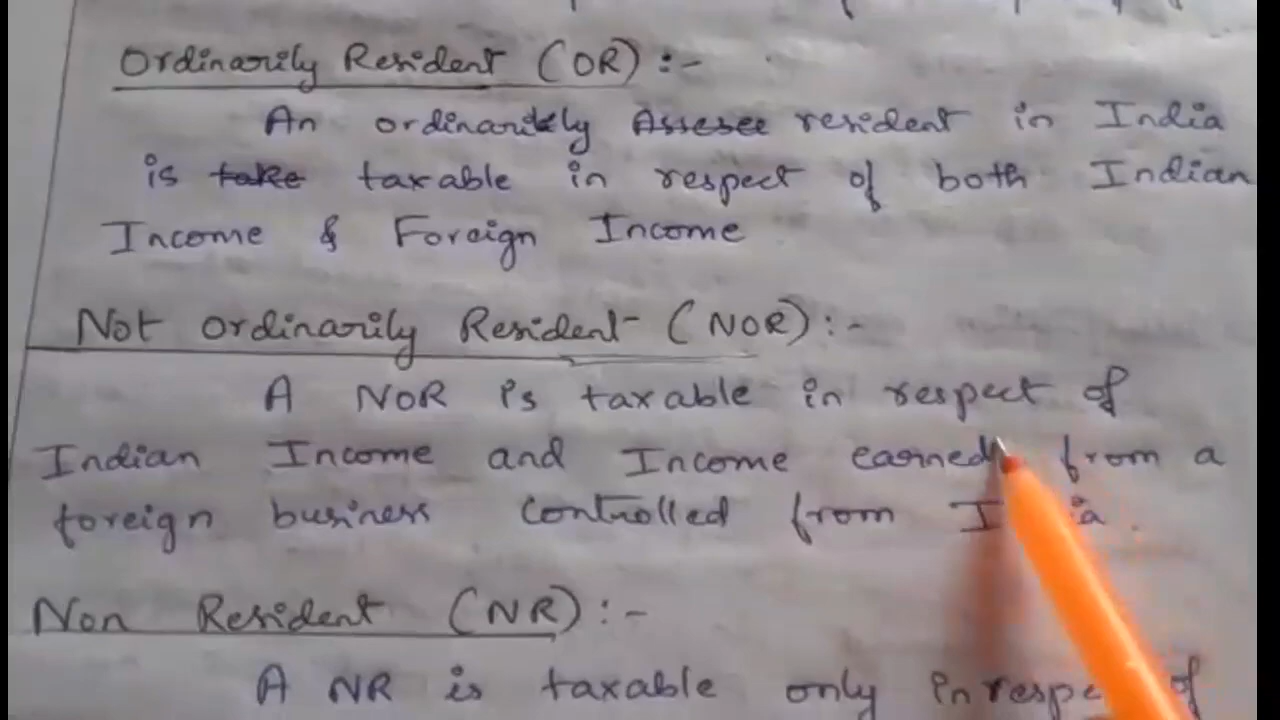 Ordinarily Resident (OR) :-
An ordinarily Assesee resident in India
is take taxable in respect of both Indian
Income & Foreign Income
Not Ordinarily Resident (NOR) :-
A NOR is taxable in respect of
Indian Income and Income earned from a
foreign business controlled from
Non Resident (NR) :-
A NR is taxable only in of